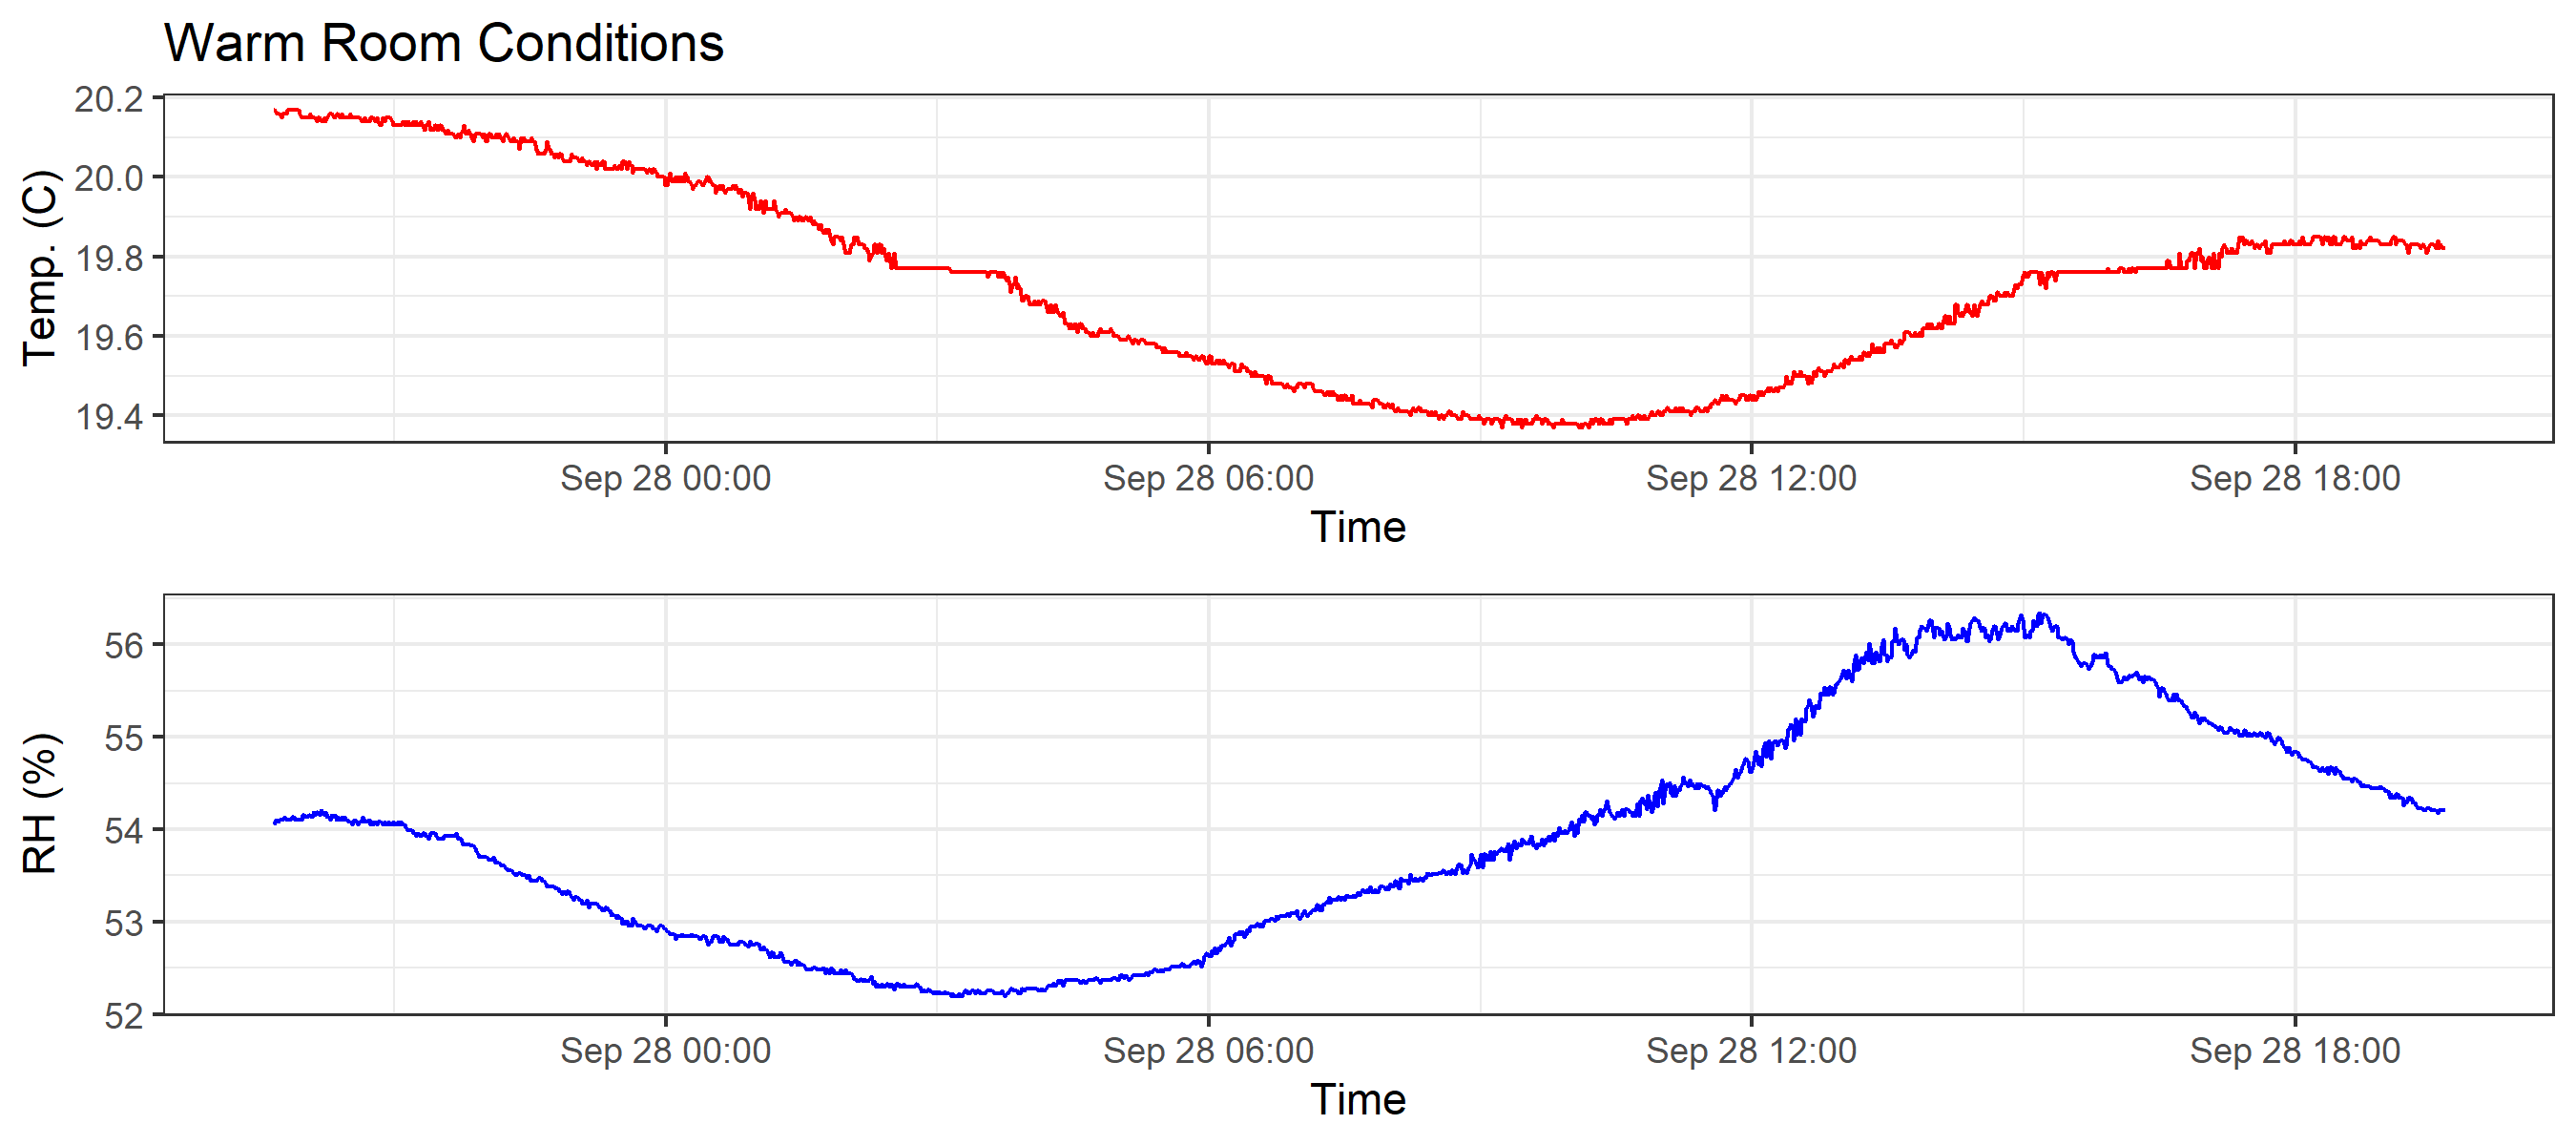 Warm Room Conditions
20.2
20.0
19.8
19.6
19.4
Temp. (C)
Sep 28 00:00 Sep 28 06:00 Sep 28 12:00 Sep 28 18:00
Time
56
55
54
53
52
RH (%)
Sep 28 00:00 Sep 28 06:00 Sep 28 12:00 Sep 28 18:00
Time